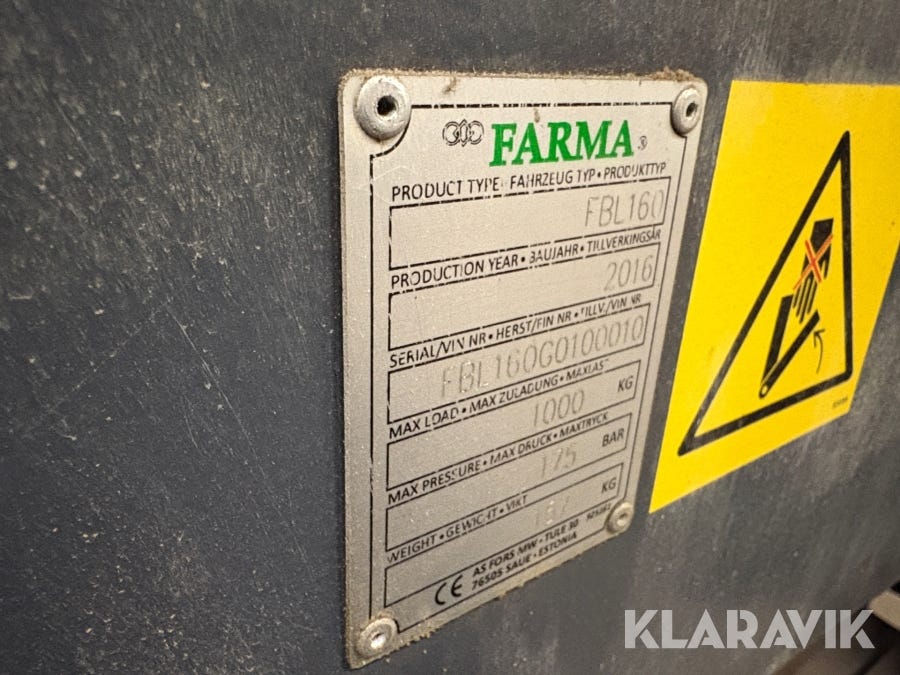 FARMA ®
PRODUCT TYPE • FAHRZEUG TYP • PRODUKTTYP
FBL160
PRODUCTION YEAR • BAUJAHR • TILLVERKINGSÅR
2016
SERIAL/VIN NR • HERST/FIN NR • TILLV./VIN NR
FBL160G0100010
MAX LOAD • MAX ZULADUNG • MAXLAST
1000 KG
MAX PRESSURE • MAX DRUCK • MAXTRYCK
175 BAR
WEIGHT • GEWICHT • VIKT
KG
CE
AS FORS MW • TULE 30
76505 SAUE • ESTONIA
KLARAVIK